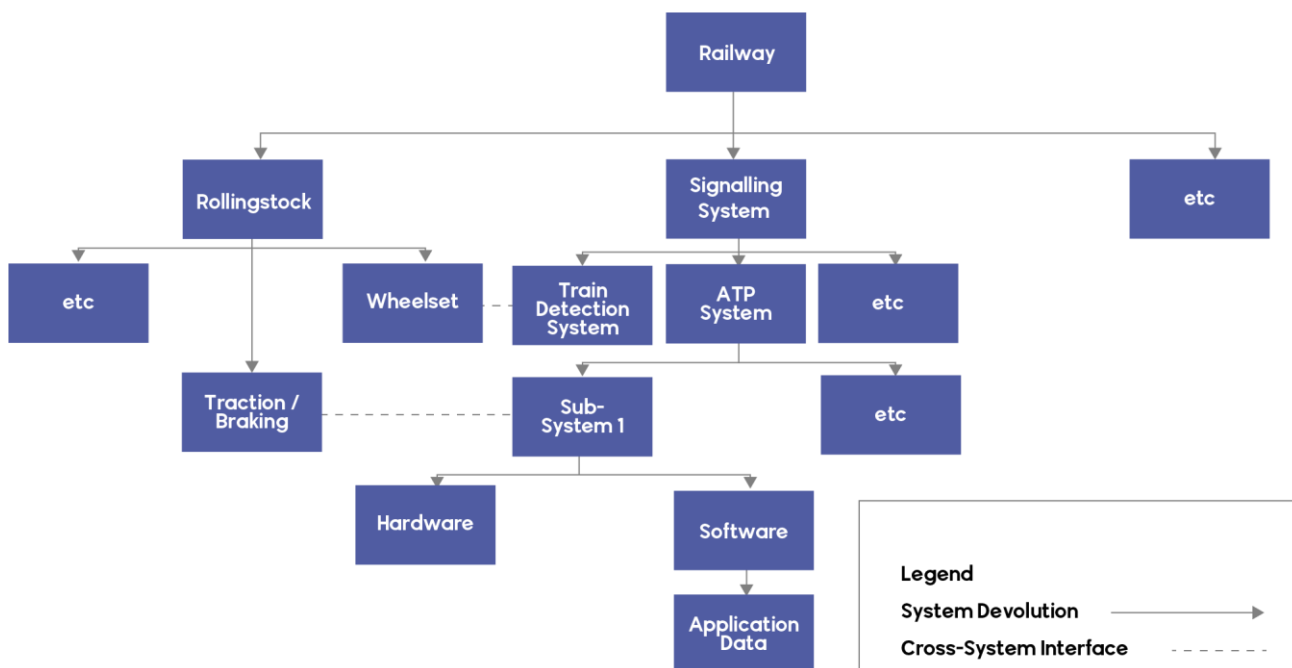 Railway
Rollingstock
Signalling
System
etc
etc
Wheelset
Train
Detection
System
ATP
System
etc
Traction /
Braking
Sub-
System 1
etc
Hardware
Software
Application
Data
Legend
System Devolution
Cross-System Interface